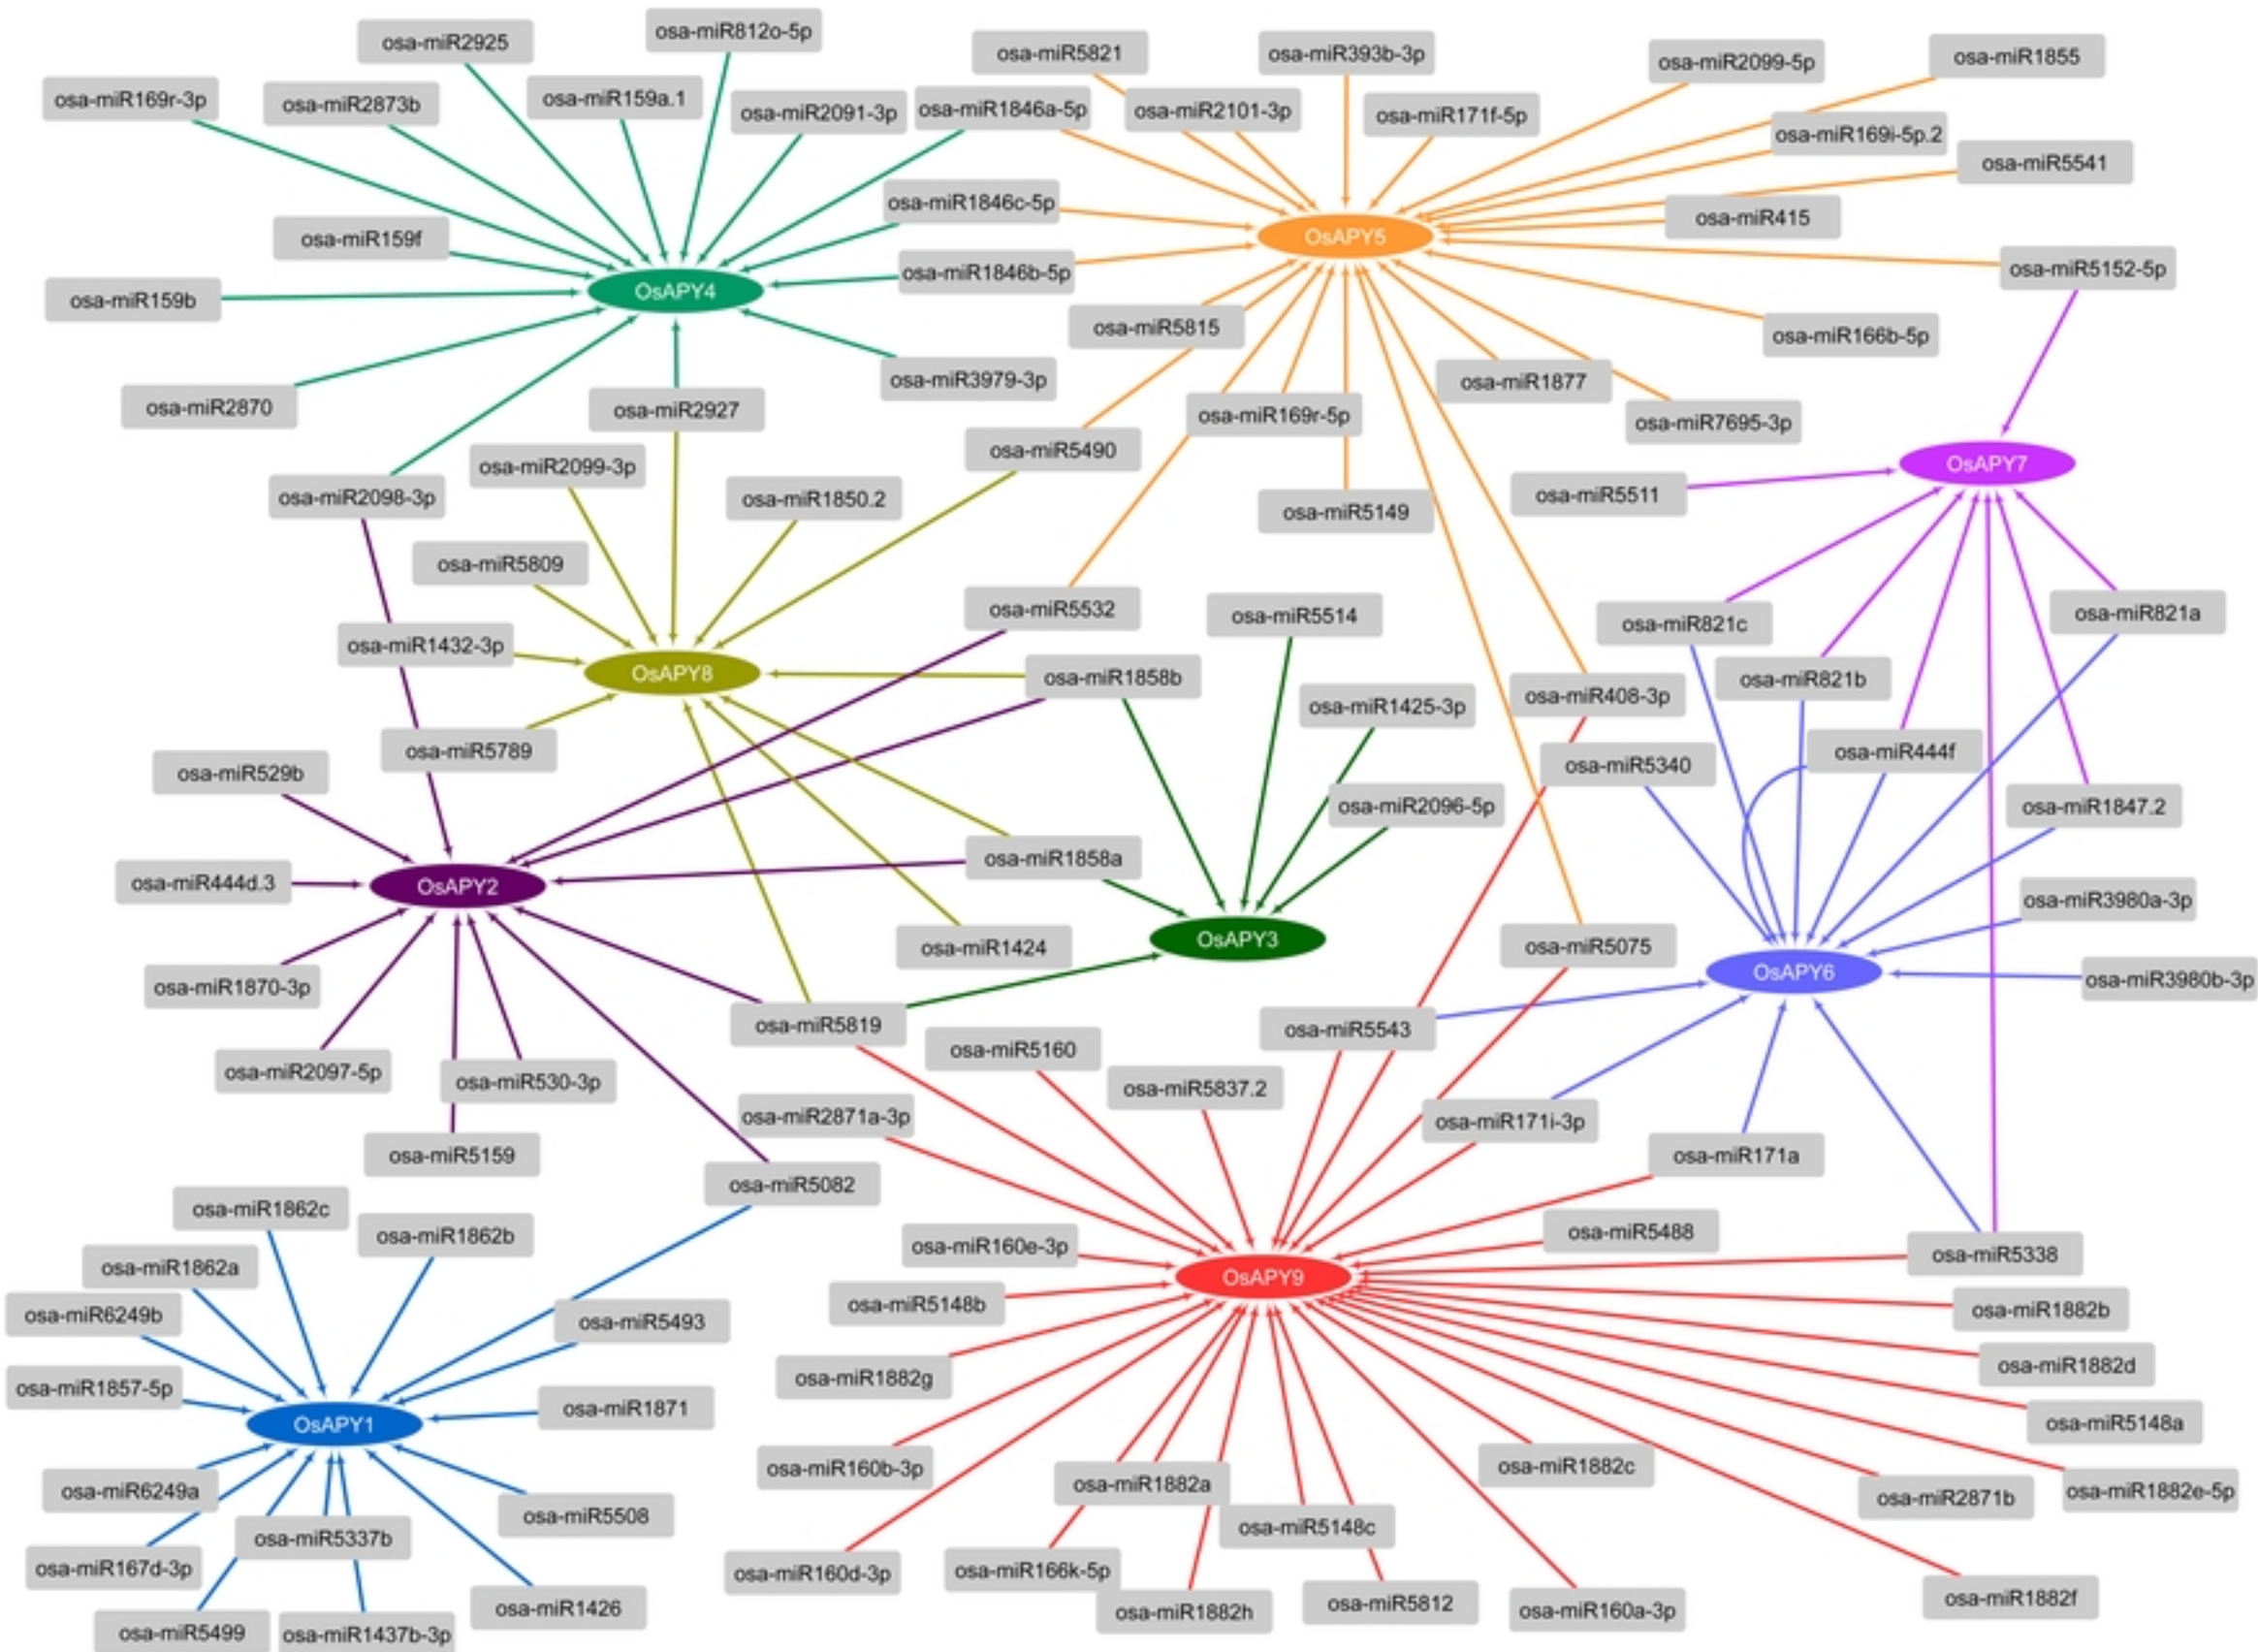 osa-miR2925
osa-miR812o-5p
osa-miR5821
osa-miR393b-3p
osa-miR2099-5p
osa-miR1855
osa-miR169r-3p
osa-miR2873b
osa-miR159a.1
osa-miR2091-3p
osa-miR1846a-5p
osa-miR2101-3p
osa-miR171f-5p
osa-miR169i-5p.2
osa-miR5541
osa-miR1846c-5p
osa-miR415
osa-miR159f
OsAPY5
osa-miR1846b-5p
osa-miR5152-5p
osa-miR159b
OsAPY4
osa-miR5815
osa-miR166b-5p
osa-miR3979-3p
osa-miR1877
osa-miR2870
osa-miR2927
osa-miR169r-5p
osa-miR7695-3p
osa-miR5490
osa-miR2099-3p
OsAPY7
osa-miR2098-3p
osa-miR1850.2
osa-miR5149
osa-miR5511
osa-miR5809
osa-miR5532
osa-miR5514
osa-miR821c
osa-miR821a
osa-miR1432-3p
OsAPY8
osa-miR1858b
osa-miR821b
osa-miR408-3p
osa-miR1425-3p
osa-miR5789
osa-miR444f
osa-miR529b
osa-miR5340
osa-miR2096-5p
osa-miR1847.2
osa-miR1858a
osa-miR444d.3
OsAPY2
osa-miR3980a-3p
osa-miR1424
OsAPY3
osa-miR5075
OsAPY6
osa-miR3980b-3p
osa-miR1870-3p
osa-miR5819
osa-miR5543
osa-miR5160
osa-miR2097-5p
osa-miR530-3p
osa-miR5837.2
osa-miR2871a-3p
osa-miR171i-3p
osa-miR5159
osa-miR171a
osa-miR5082
osa-miR1862c
osa-miR1862b
osa-miR160e-3p
osa-miR5488
osa-miR5338
osa-miR1862a
OsAPY9
osa-miR6249b
osa-miR5493
osa-miR5148b
osa-miR1882b
osa-miR1857-5p
osa-miR1882g
osa-miR1882d
osa-miR1871
OsAPY1
osa-miR5148a
osa-miR160b-3p
osa-miR1882c
osa-miR6249a
osa-miR1882a
osa-miR2871b
osa-miR1882e-5p
osa-miR5508
osa-miR5337b
osa-miR5148c
osa-miR167d-3p
osa-miR160d-3p
osa-miR166k-5p
osa-miR1426
osa-miR1882h
osa-miR5812
osa-miR160a-3p
osa-miR1882f
osa-miR5499
osa-miR1437b-3p